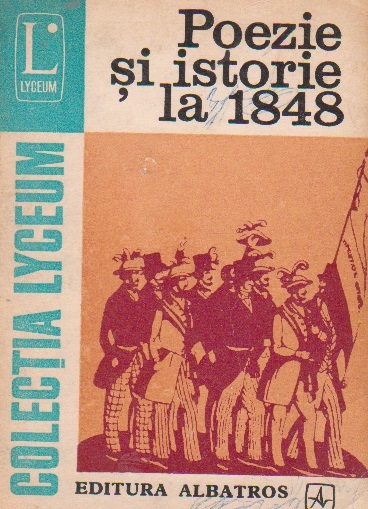 L
LYCEUM
Poezie
și istorie
la 1848
COLECȚIA LYCEUM
EDITURA ALBATROS